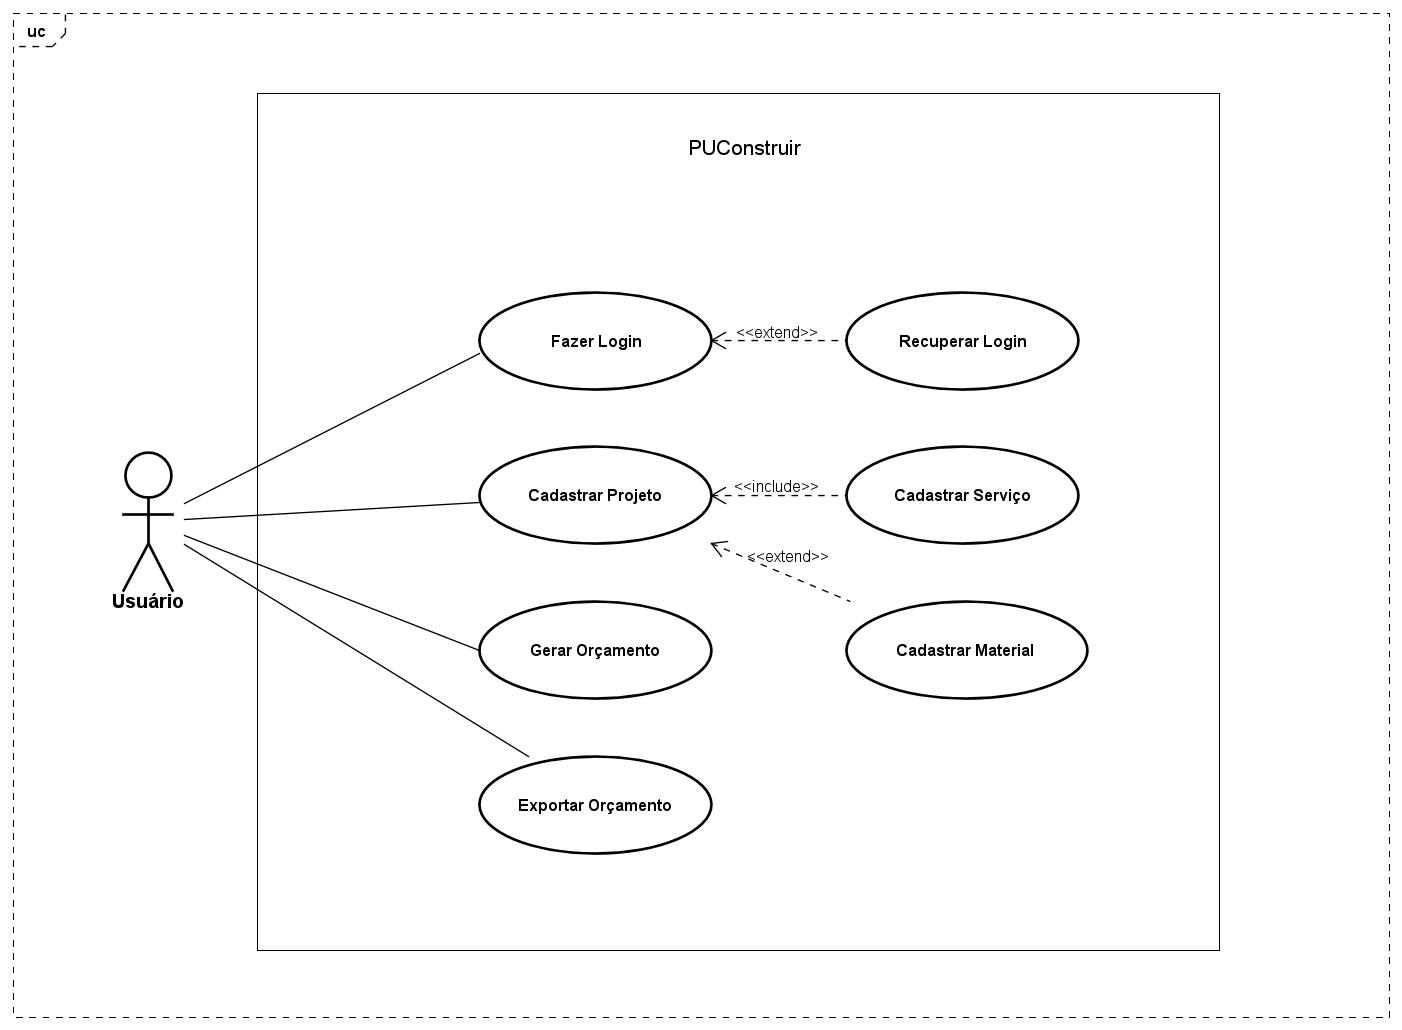 uc
PUConstruir
Fazer Login
<<extend>>
Recuperar Login
Cadastrar Projeto
<<include>>
Cadastrar Serviço
<<extend>>
Usuário
Gerar Orçamento
Cadastrar Material
Exportar Orçamento